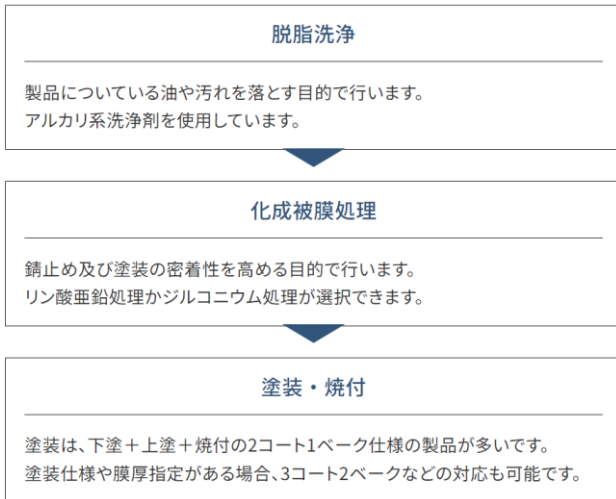 脱脂洗浄
製品についている油や汚れを落とす目的で行います。
アルカリ系洗浄剤を使用しています。
化成被膜処理
錆止め及び塗装の密着性を高める目的で行います。
リン酸亜鉛処理かジルコニウム処理が選択できます。
塗装・焼付
塗装は、下塗＋上塗＋焼付の2コート1ベーク仕様の製品が多いです。
塗装仕様や膜厚指定がある場合、3コート2ベークなどの対応も可能です。